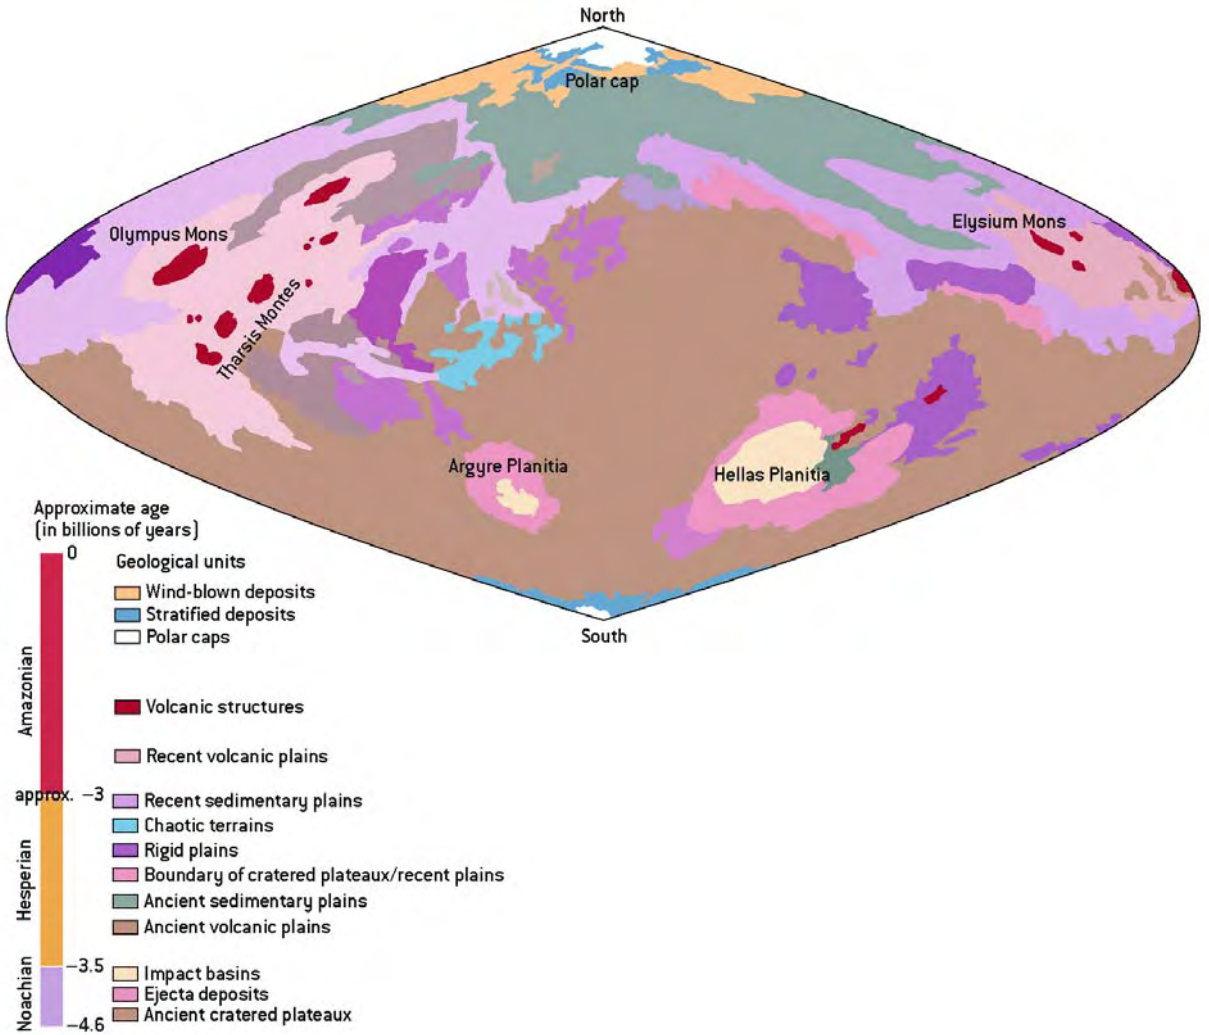 North
Polar cap
Olympus Mons
Elysium Mons
Tharsis Montes
Argyre Planitia
Hellas Planitia
South
Approximate age
(in billions of years)
0
Geological units
Wind-blown deposits
Stratified deposits
Polar caps
Amazonian
Volcanic structures
Recent volcanic plains
approx. –3
Recent sedimentary plains
Chaotic terrains
Rigid plains
Boundary of cratered plateaux/recent plains
Hesperian
Ancient sedimentary plains
Ancient volcanic plains
–3.5
Impact basins
Noachian
Ejecta deposits
Ancient cratered plateaux
–4.6